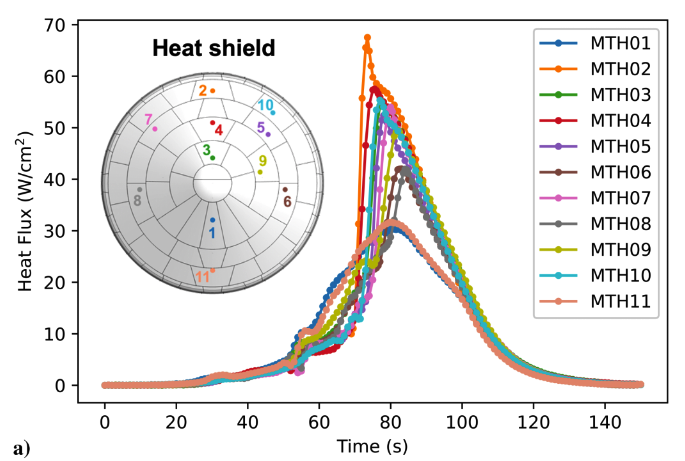 Heat shield
2
10
7
4
5
3
9
8
6
1
11
MTH01
MTH02
MTH03
MTH04
MTH05
MTH06
MTH07
MTH08
MTH09
MTH10
MTH11
Heat Flux (W/cm²)
70
60
50
40
30
20
10
0
0 20 40 60 80 100 120 140
Time (s)
a)